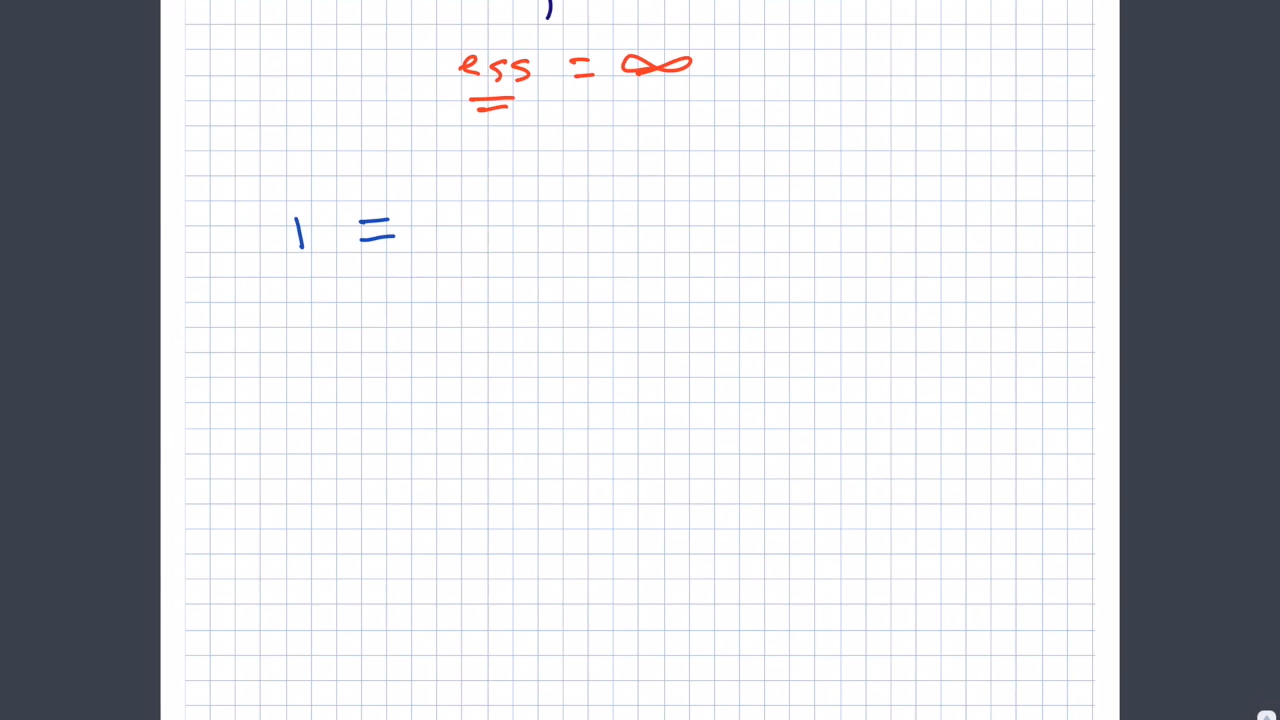 ess = ∞
1 =